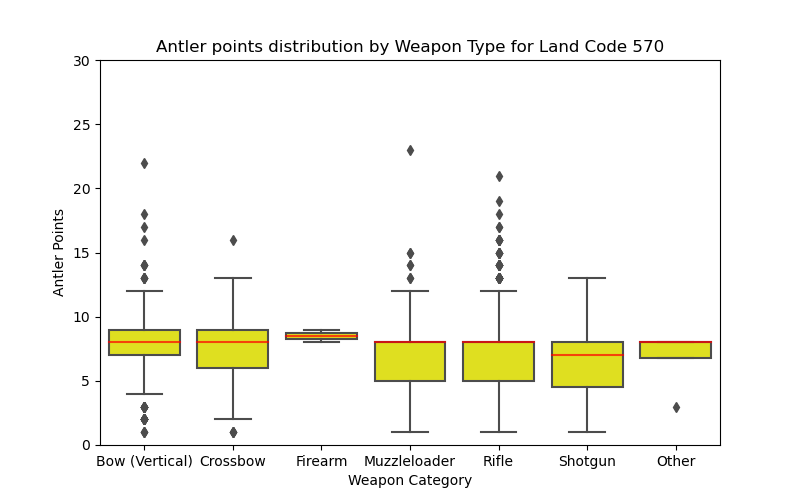 Antler points distribution by Weapon Type for Land Code 570
30
25
20
15
10
5
0
Antler Points
Bow (Vertical) Crossbow Firearm Muzzleloader Rifle Shotgun Other
Weapon Category